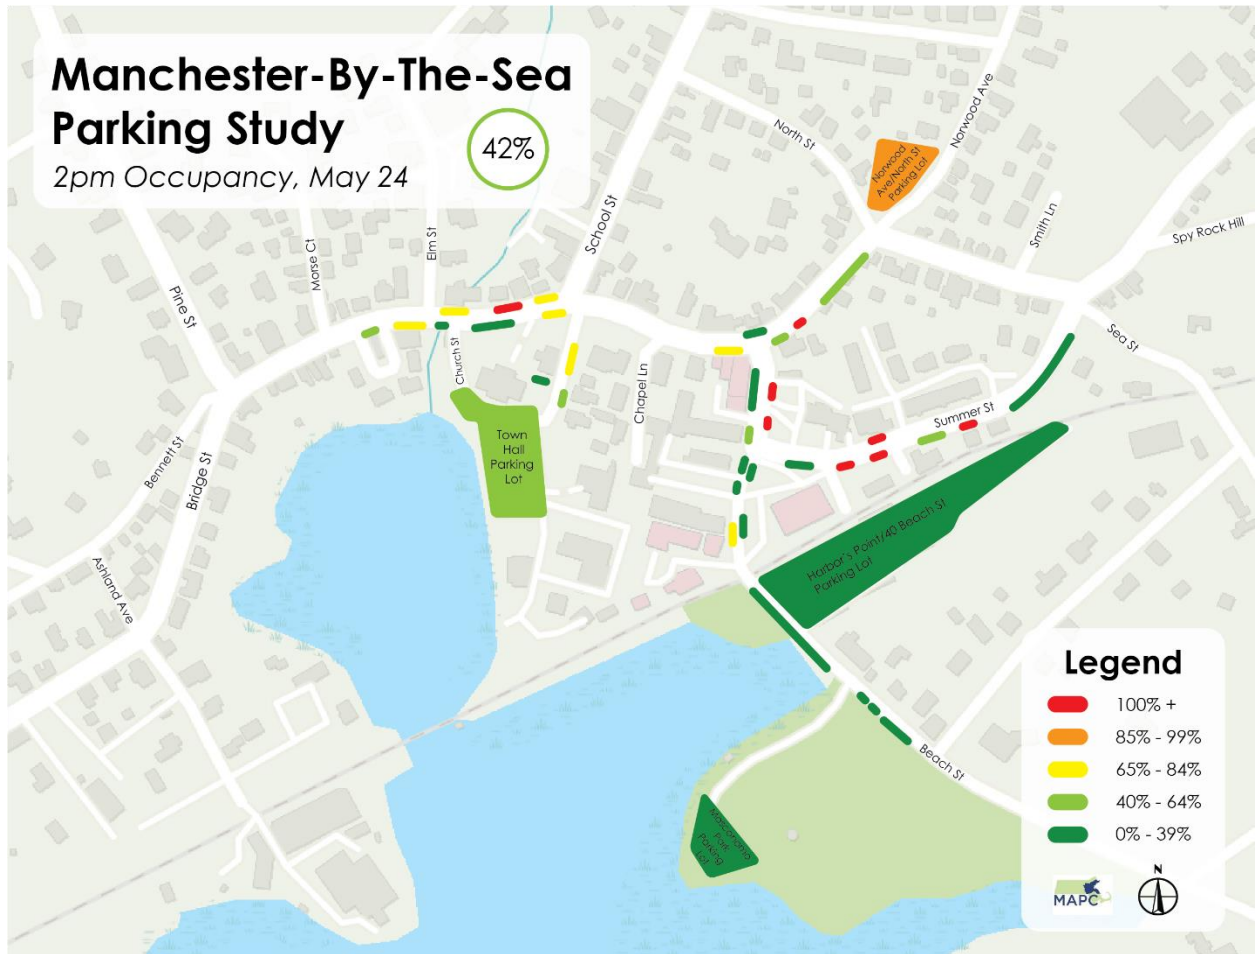 Manchester-By-The-Sea
Parking Study
42%
2pm Occupancy, May 24
North St
Norwood Ave
Norwood
Ave/North St
Parking Lot
School St
Elm St
Morse Ct
Pine St
Smith Ln
Spy Rock Hill
Sea St
Church St
Chapel Ln
Summer St
Town
Hall
Parking
Lot
Bennett St
Bridge St
Ashland Ave
Harbor's Point/40 Beach St
Parking Lot
Beach St
Masconomo
Park
Parking
Lot
Legend
100% +
85% - 99%
65% - 84%
40% - 64%
0% - 39%
MAPC
N